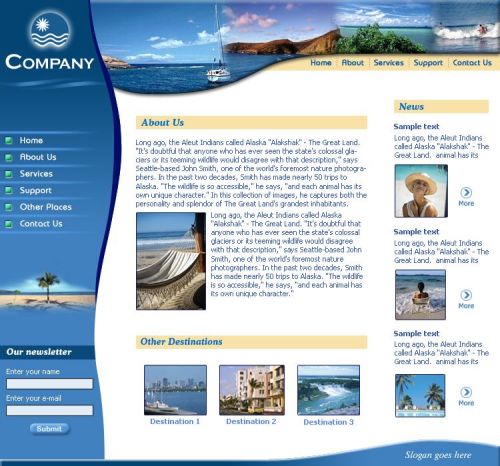 COMPANY
Home
About Us
Services
Support
Contact Us
Home
About Us
Services
Support
Other Places
Contact Us
Our newsletter
Enter your name
Enter your e-mail
Submit
About Us
Long ago, the Aleut Indians called Alaska "Alakshak" - The Great Land.
"It's doubtful that anyone who has ever seen the state's colossal gla-
ciers or its teeming wildlife would disagree with that description," says
Seattle-based John Smith, one of the world's foremost nature photogra-
phers. In the past two decades, Smith has made nearly 50 trips to
Alaska. "The wildlife is so accessible," he says, "and each animal has its
own unique character." In this collection of images, he captures both the
personality and splendor of The Great Land's grandest inhabitants.
Long ago, the Aleut Indians called Alaska
"Alakshak" - The Great Land. "It's doubtful that
anyone who has ever seen the state's colossal
glaciers or its teeming wildlife would disagree
with that description," says Seattle-based John
Smith, one of the world's foremost nature
photographers. In the past two decades, Smith
has made nearly 50 trips to Alaska. "The wildlife
is so accessible," he says, "and each animal has
its own unique character."
Other Destinations
Destination 1
Destination 2
Destination 3
News
Sample text
Long ago, the Aleut Indians
called Alaska "Alakshak" - The
Great Land. animal has its
More
Sample text
Long ago, the Aleut Indians
called Alaska "Alakshak" - The
Great Land. animal has its
More
Sample text
Long ago, the Aleut Indians
called Alaska "Alakshak" - The
Great Land. animal has its
More
Slogan goes here